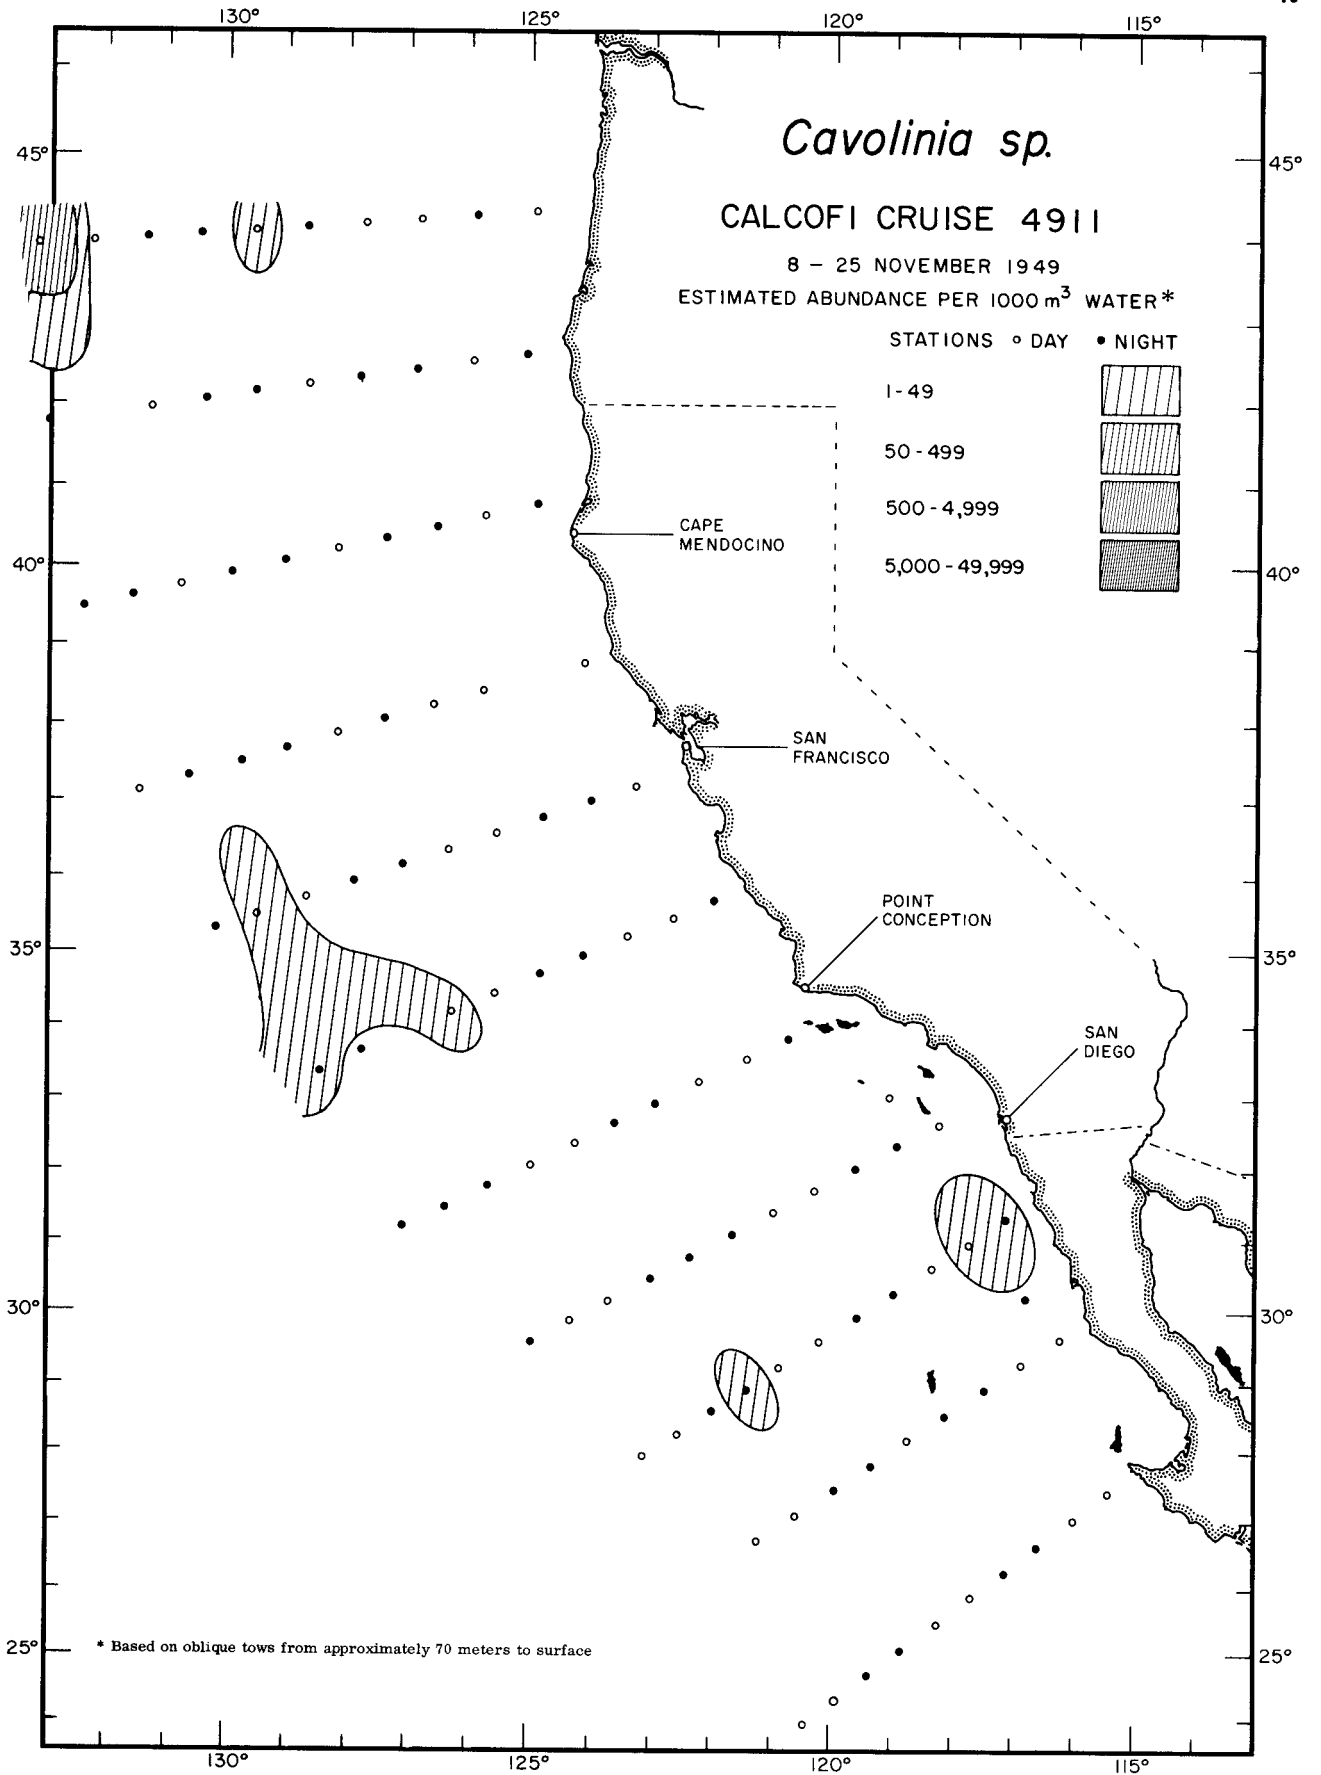 130° 125° 120° 115°
Cavolinia sp.
CALCOFI CRUISE 4911
8 – 25 NOVEMBER 1949
ESTIMATED ABUNDANCE PER 1000 m³ WATER*
STATIONS ○ DAY ● NIGHT
1-49
50-499
500-4,999
5,000-49,999
45° 45°
CAPE
MENDOCINO
40° 40°
SAN
FRANCISCO
POINT
CONCEPTION
35° 35°
SAN
DIEGO
30° 30°
25° 25°
* Based on oblique tows from approximately 70 meters to surface
130° 125° 120° 115°